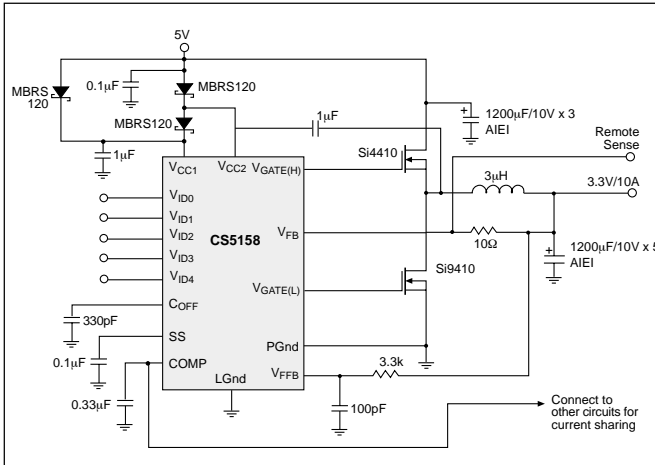 5V
MBRS
120
0.1μF
MBRS120
MBRS120
1μF
1μF
1200μF/10V x 3
AIEI
Remote
Sense
Si4410
3μH
3.3V/10A
VCC1
VCC2
VGATE(H)
VID0
VID1
VID2
VID3
VID4
CS5158
VFB
10Ω
1200μF/10V x 5
AIEI
Si9410
VGATE(L)
COFF
330pF
SS
0.1μF
COMP
0.33μF
PGnd
VFFB
3.3k
LGnd
100pF
Connect to
other circuits for
current sharing